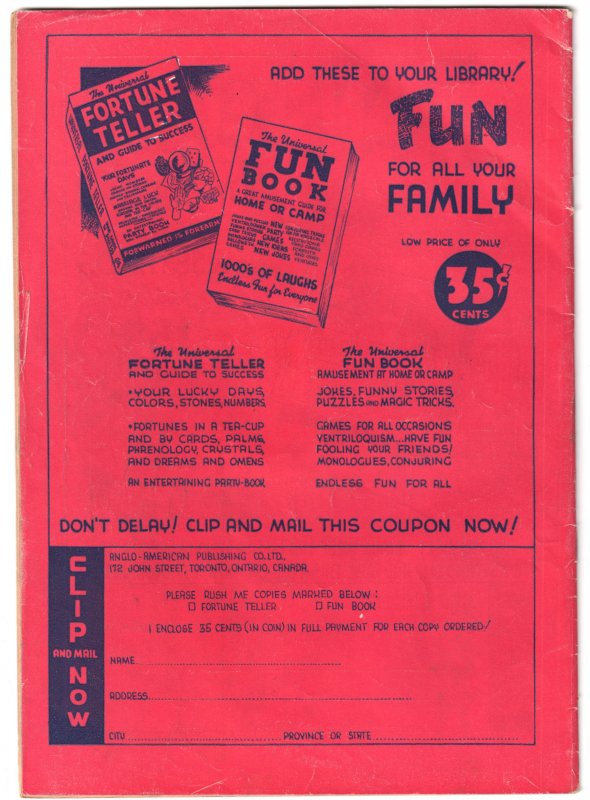 ADD THESE TO YOUR LIBRARY!
FUN
FOR ALL YOUR
FAMILY
LOW PRICE OF ONLY
35¢
CENTS
The Universal
FORTUNE
TELLER
AND GUIDE TO SUCCESS
YOUR FORTUNATE
DAYS
MARRIAGE LUCK
PARTY BOOK
FORWARNED IS FOREARMED
The Universal
FUN
BOOK
A GREAT AMUSEMENT GUIDE FOR
HOME OR CAMP
1000'S OF LAUGHS
Endless Fun for Everyone
The Universal
FORTUNE TELLER
AND GUIDE TO SUCCESS
*YOUR LUCKY DAYS,
COLORS, STONES, NUMBERS.
*FORTUNES IN A TEA-CUP
AND BY CARDS, PALMS,
PHRENOLOGY, CRYSTALS,
AND DREAMS AND OMENS
AN ENTERTAINING PARTY-BOOK
The Universal
FUN BOOK
AMUSEMENT AT HOME OR CAMP
JOKES, FUNNY STORIES,
PUZZLES AND MAGIC TRICKS.
GAMES FOR ALL OCCASIONS
VENTRILOQUISM...HAVE FUN
FOOLING YOUR FRIENDS!
MONOLOGUES, CONJURING
ENDLESS FUN FOR ALL
DON'T DELAY! CLIP AND MAIL THIS COUPON NOW!
CLIP
AND MAIL
NOW
ANGLO-AMERICAN PUBLISHING CO. LTD.,
172 JOHN STREET, TORONTO, ONTARIO, CANADA.
PLEASE RUSH ME COPIES MARKED BELOW:
☐ FORTUNE TELLER ☐ FUN BOOK
I ENCLOSE 35 CENTS (IN COIN) IN FULL PAYMENT FOR EACH COPY ORDERED!
NAME
ADDRESS
CITY PROVINCE OR STATE